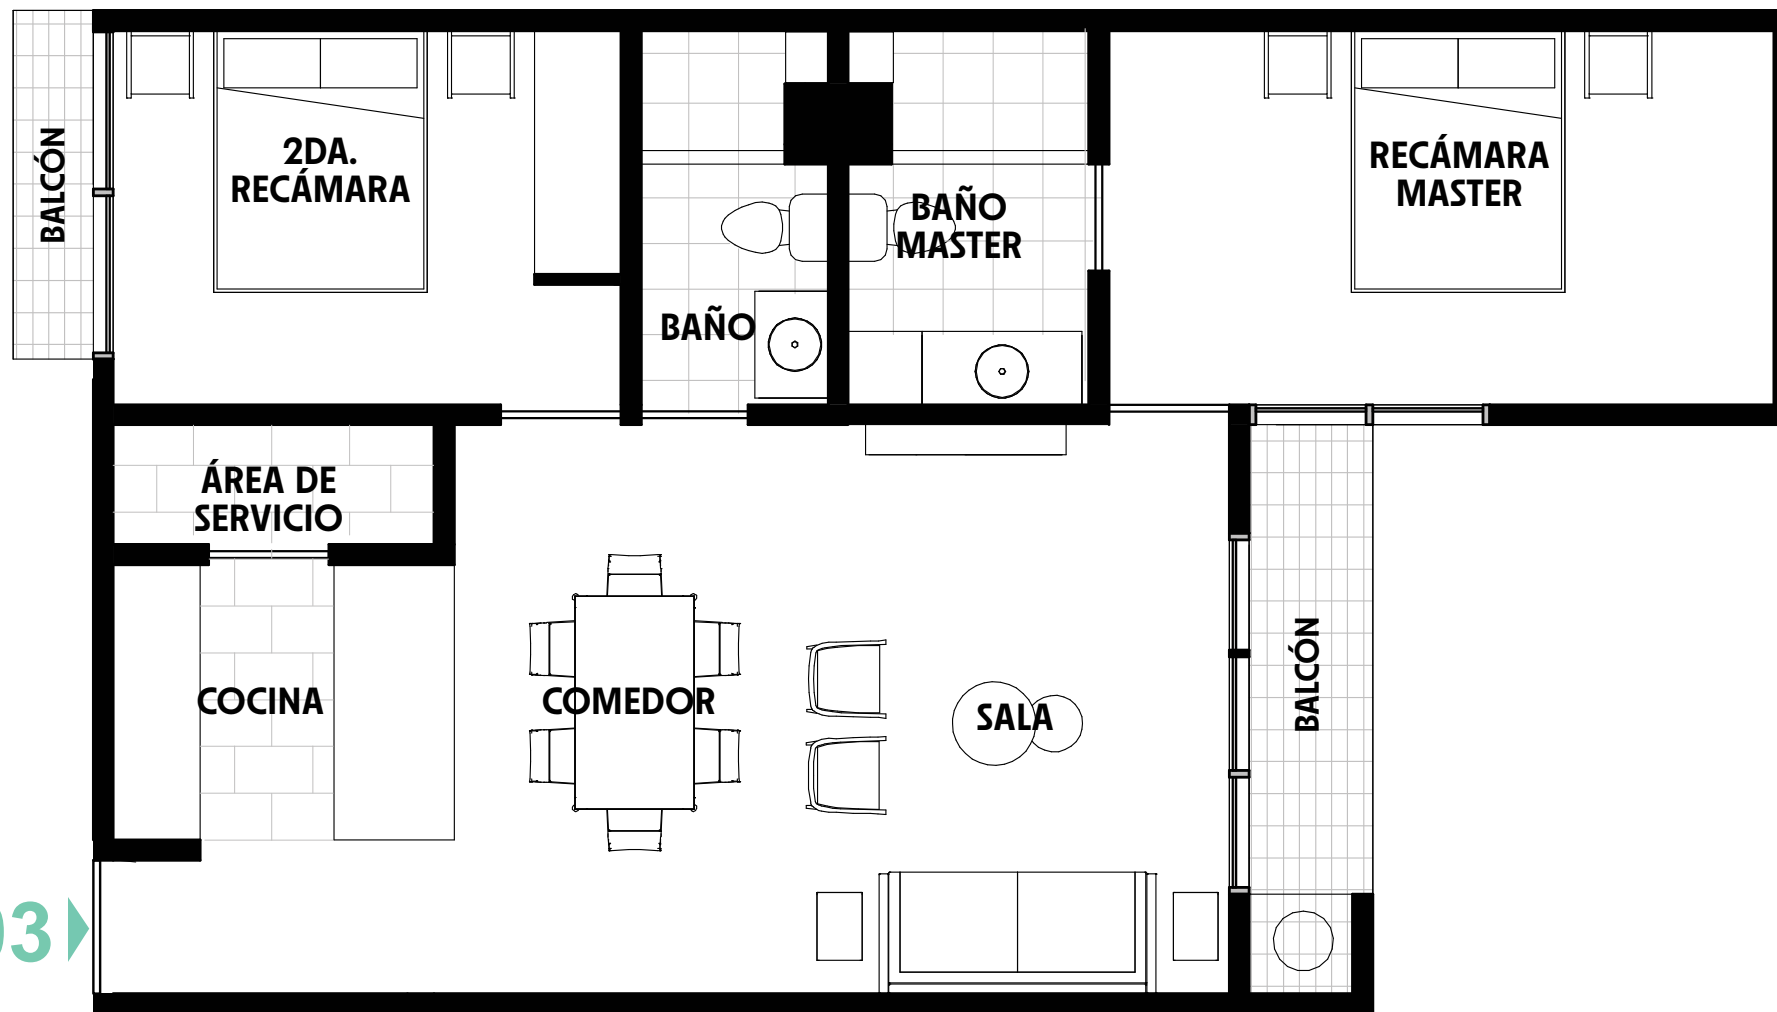 BALCÓN
2DA.
RECÁMARA
BAÑO
BAÑO
MASTER
RECÁMARA
MASTER
ÁREA DE
SERVICIO
COCINA
COMEDOR
SALA
BALCÓN
03